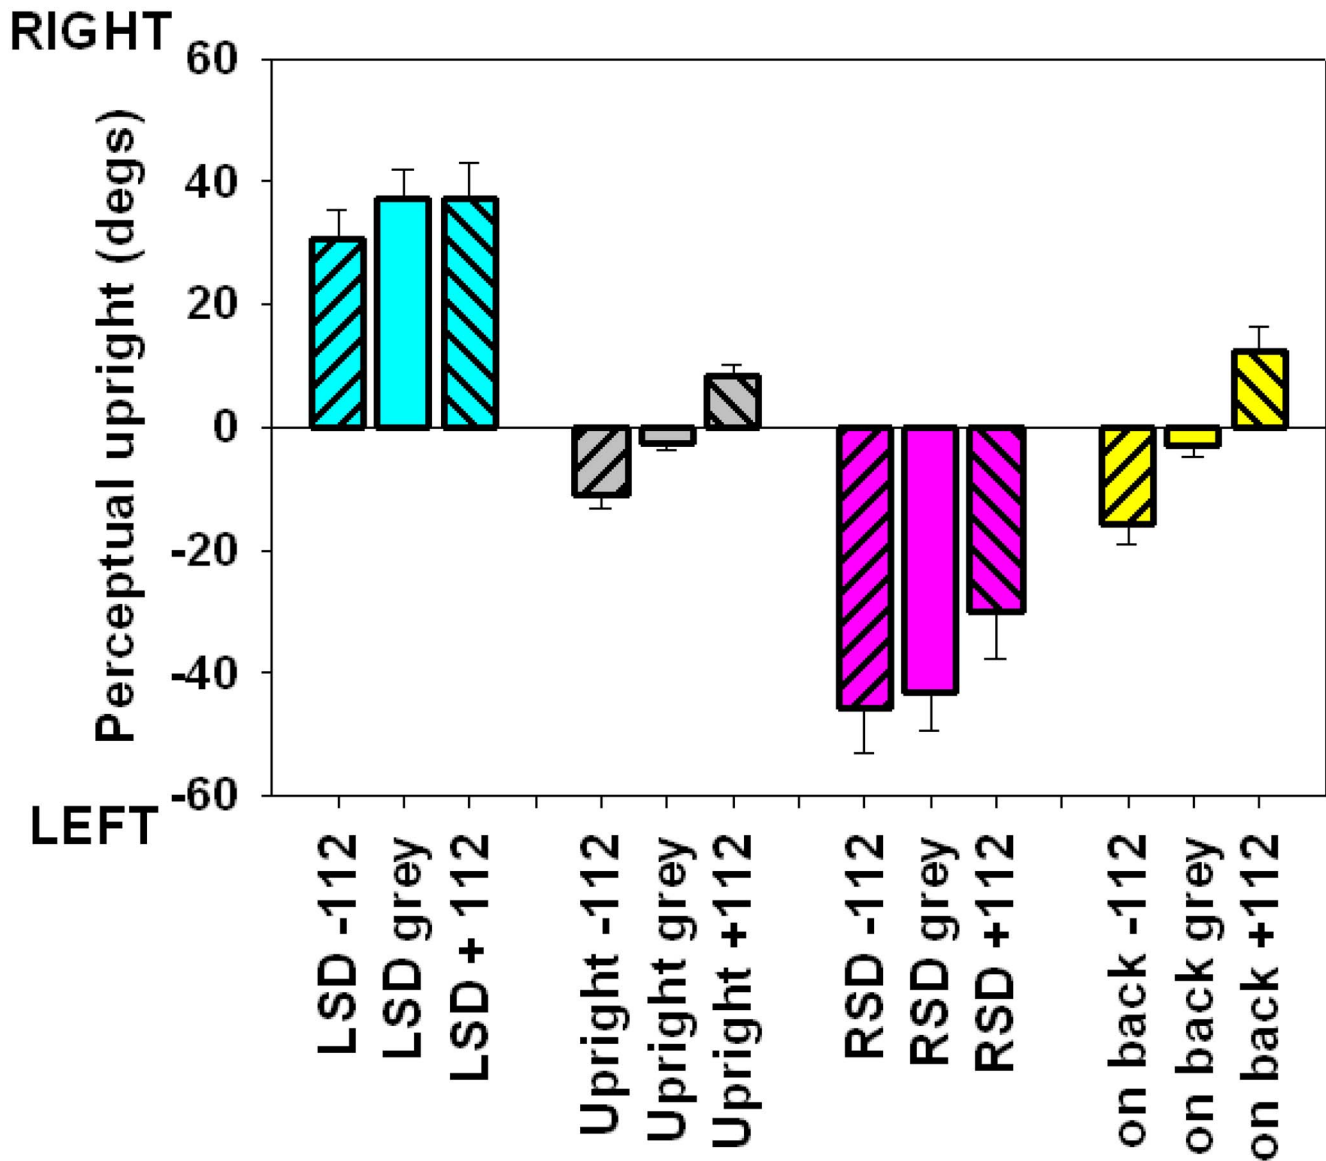 RIGHT
60
40
20
0
-20
-40
-60
LEFT
Perceptual upright (degs)
LSD -112
LSD grey
LSD + 112
Upright -112
Upright grey
Upright +112
RSD -112
RSD grey
RSD +112
on back -112
on back grey
on back +112